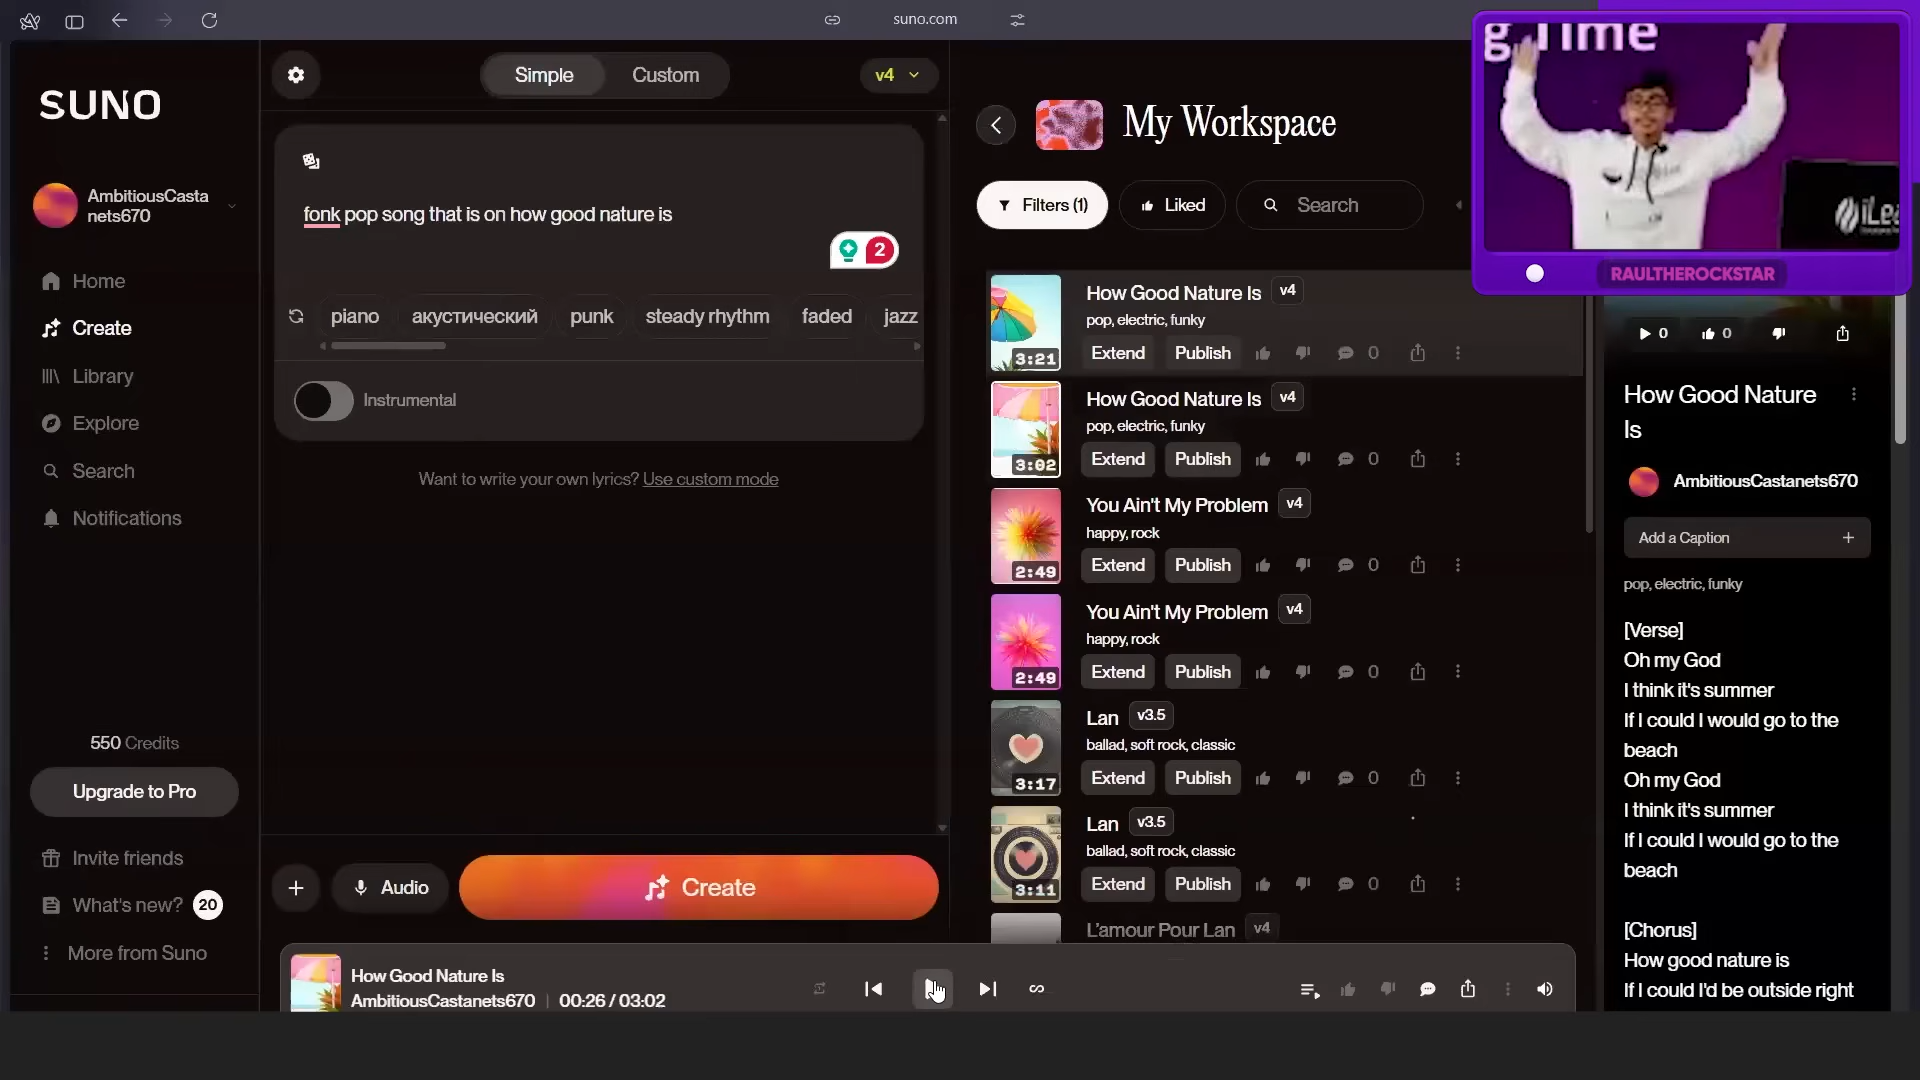 suno.com
SUNO
AmbitiousCasta
nets670
Home
Create
Library
Explore
Search
Notifications
550 Credits
Upgrade to Pro
Invite friends
What's new? 20
More from Suno
Simple
Custom
v4
fonk pop song that is on how good nature is
2
piano
акустический
punk
steady rhythm
faded
jazz
Instrumental
Want to write your own lyrics? Use custom mode
Audio
Create
My Workspace
Filters (1)
Liked
Search
How Good Nature Is v4
pop, electric, funky
3:21
Extend Publish 0
How Good Nature Is v4
pop, electric, funky
3:02
Extend Publish 0
You Ain't My Problem v4
happy, rock
2:49
Extend Publish 0
You Ain't My Problem v4
happy, rock
2:49
Extend Publish 0
Lan v3.5
ballad, soft rock, classic
3:17
Extend Publish 0
Lan v3.5
ballad, soft rock, classic
3:11
Extend Publish 0
L'amour Pour Lan v4
g Time
iLea
RAULTHEROCKSTAR
0 0
How Good Nature
Is
AmbitiousCastanets670
Add a Caption
pop, electric, funky
[Verse]
Oh my God
I think it's summer
If I could I would go to the
beach
Oh my God
I think it's summer
If I could I would go to the
beach
[Chorus]
How good nature is
If I could I'd be outside right
How Good Nature Is
AmbitiousCastanets670 00:26 / 03:02